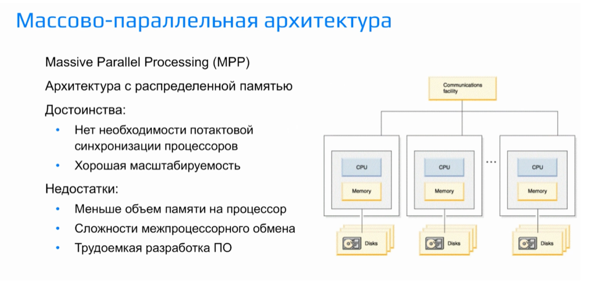 Массово-параллельная архитектура
Massive Parallel Processing (MPP)
Архитектура с распределенной памятью
Достоинства:
• Нет необходимости потактовой
синхронизации процессоров
• Хорошая масштабируемость
Недостатки:
• Меньше объем памяти на процессор
• Сложности межпроцессорного обмена
• Трудоемкая разработка ПО
Communications
facility
CPU
Memory
Disks
CPU
Memory
Disks
...
CPU
Memory
Disks